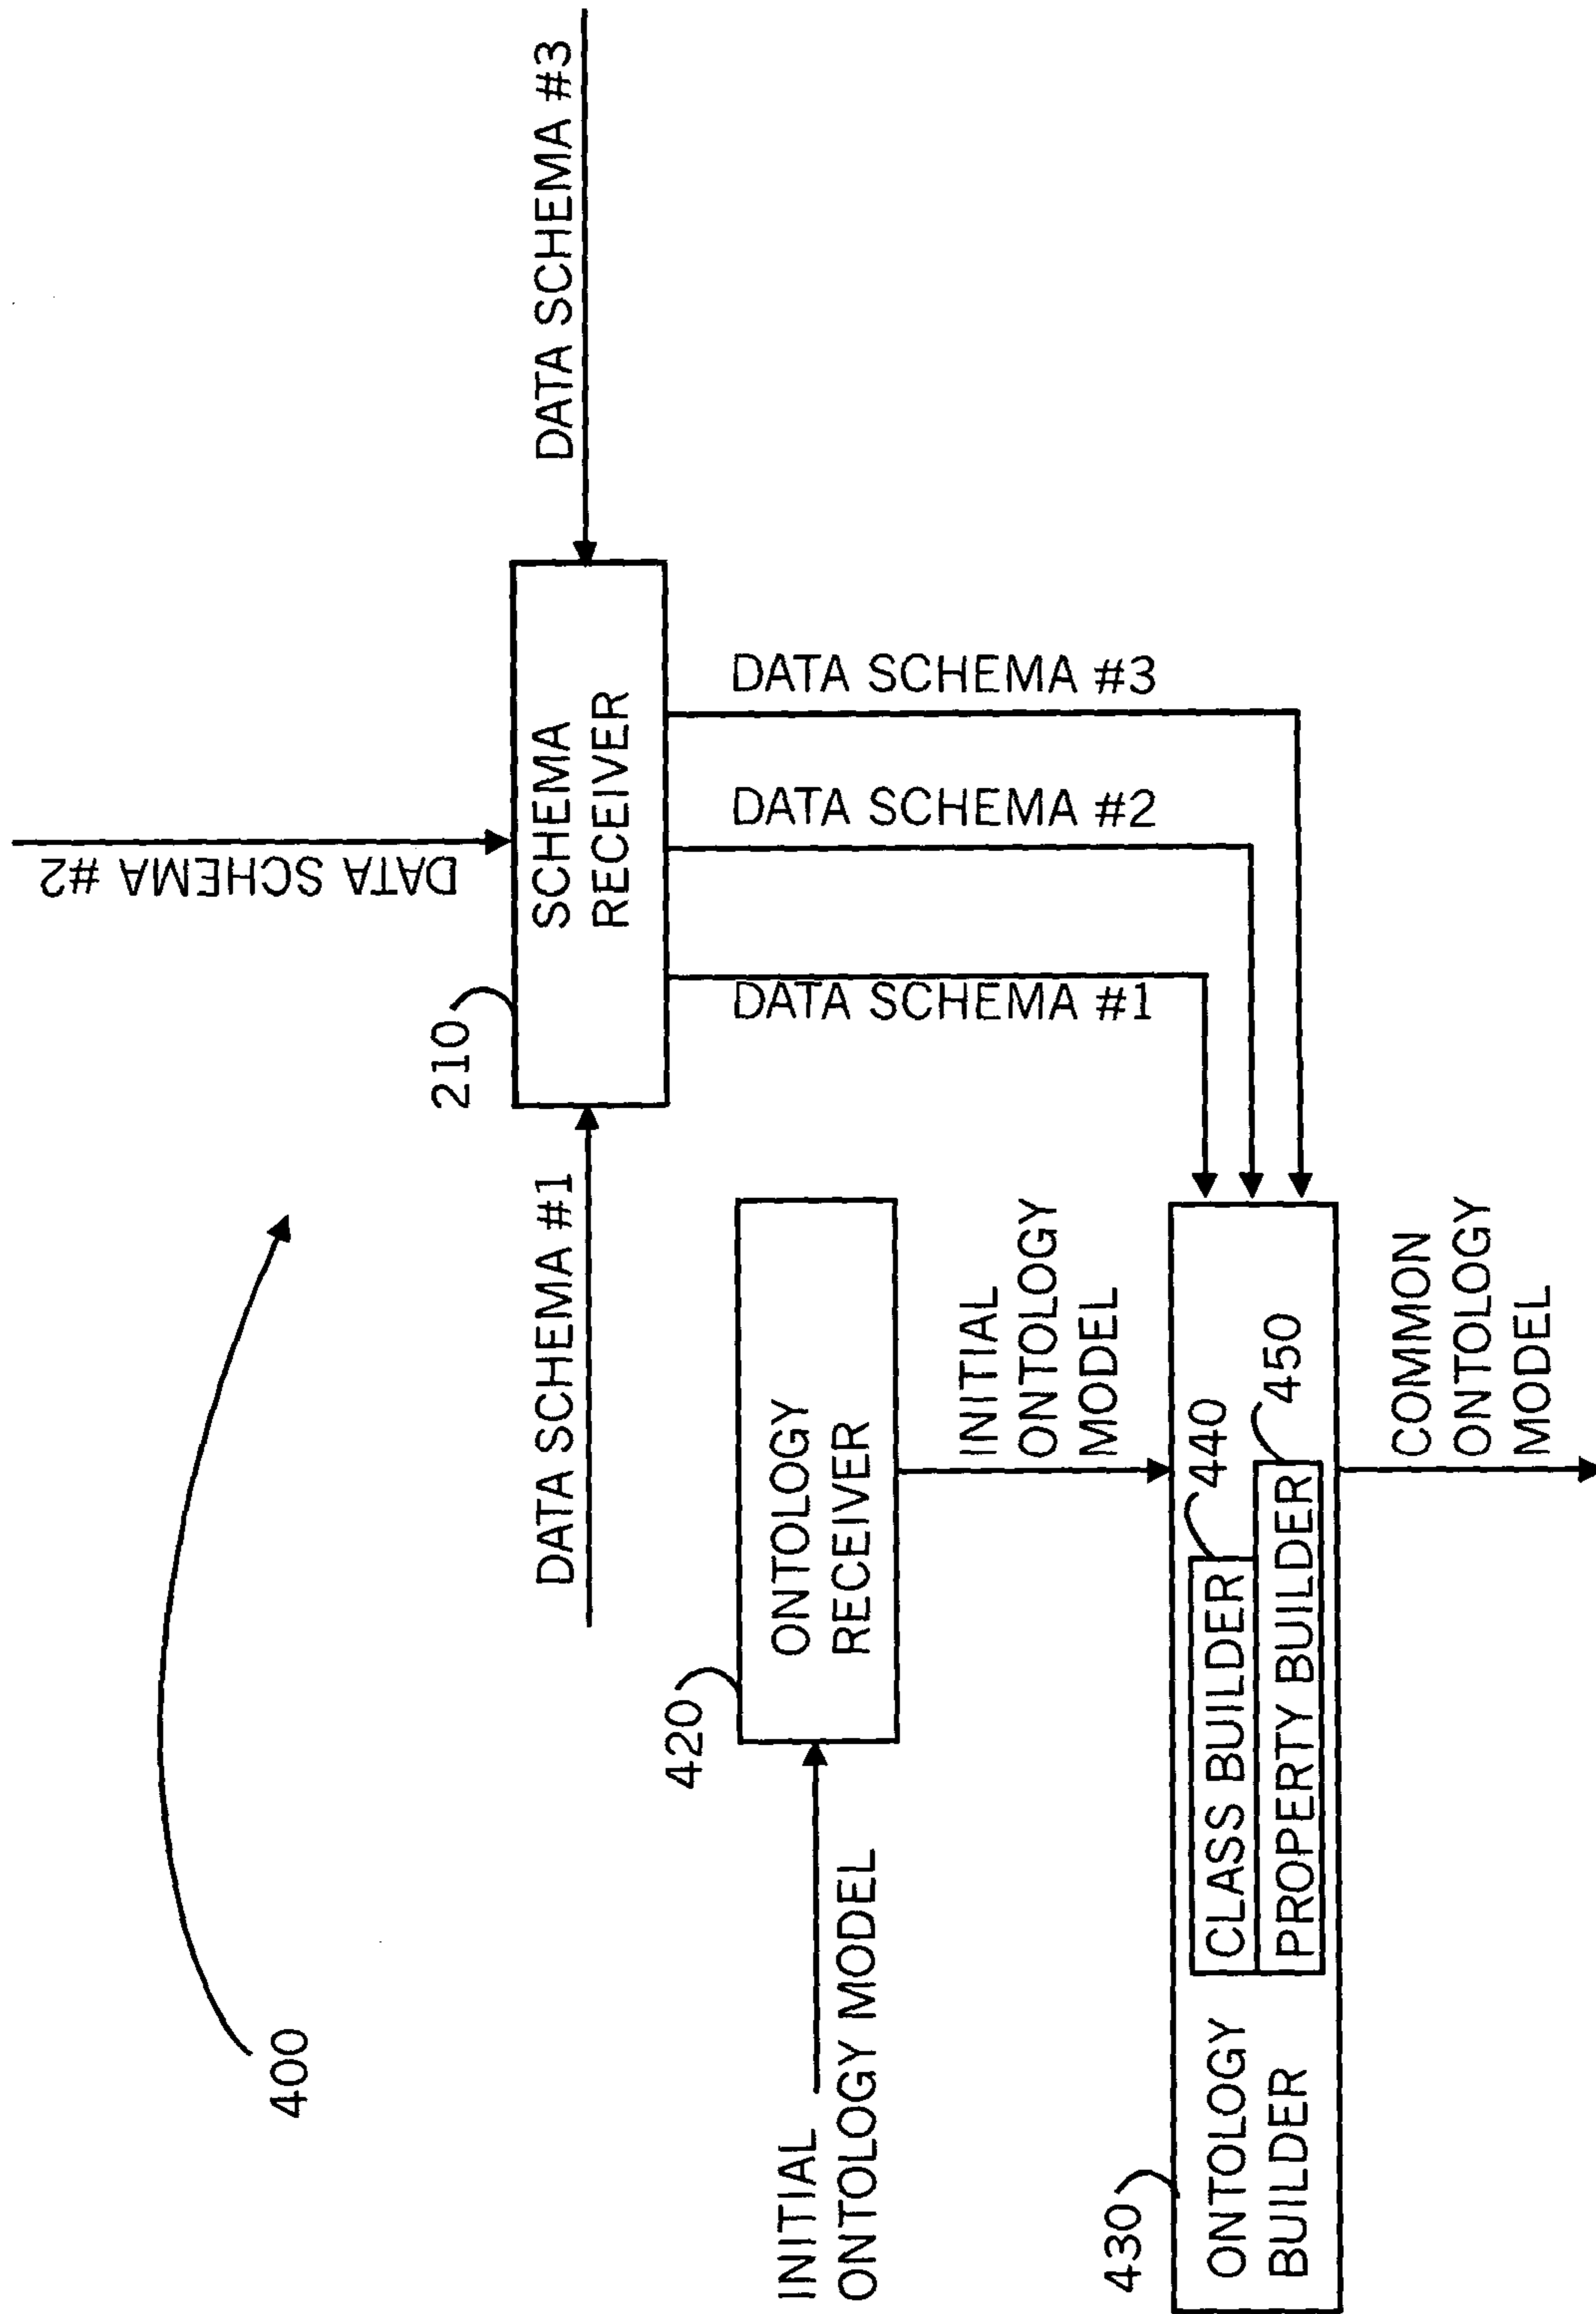 400
DATA SCHEMA #2
DATA SCHEMA #1
210
SCHEMA
RECEIVER
DATA SCHEMA #3
420
ONTOLOGY
RECEIVER
INITIAL
ONTOLOGY MODEL
DATA SCHEMA #1
DATA SCHEMA #2
DATA SCHEMA #3
INITIAL
ONTOLOGY
MODEL
430
ONTOLOGY
BUILDER
CLASS BUILDER
440
PROPERTY BUILDER
450
COMMON
ONTOLOGY
MODEL